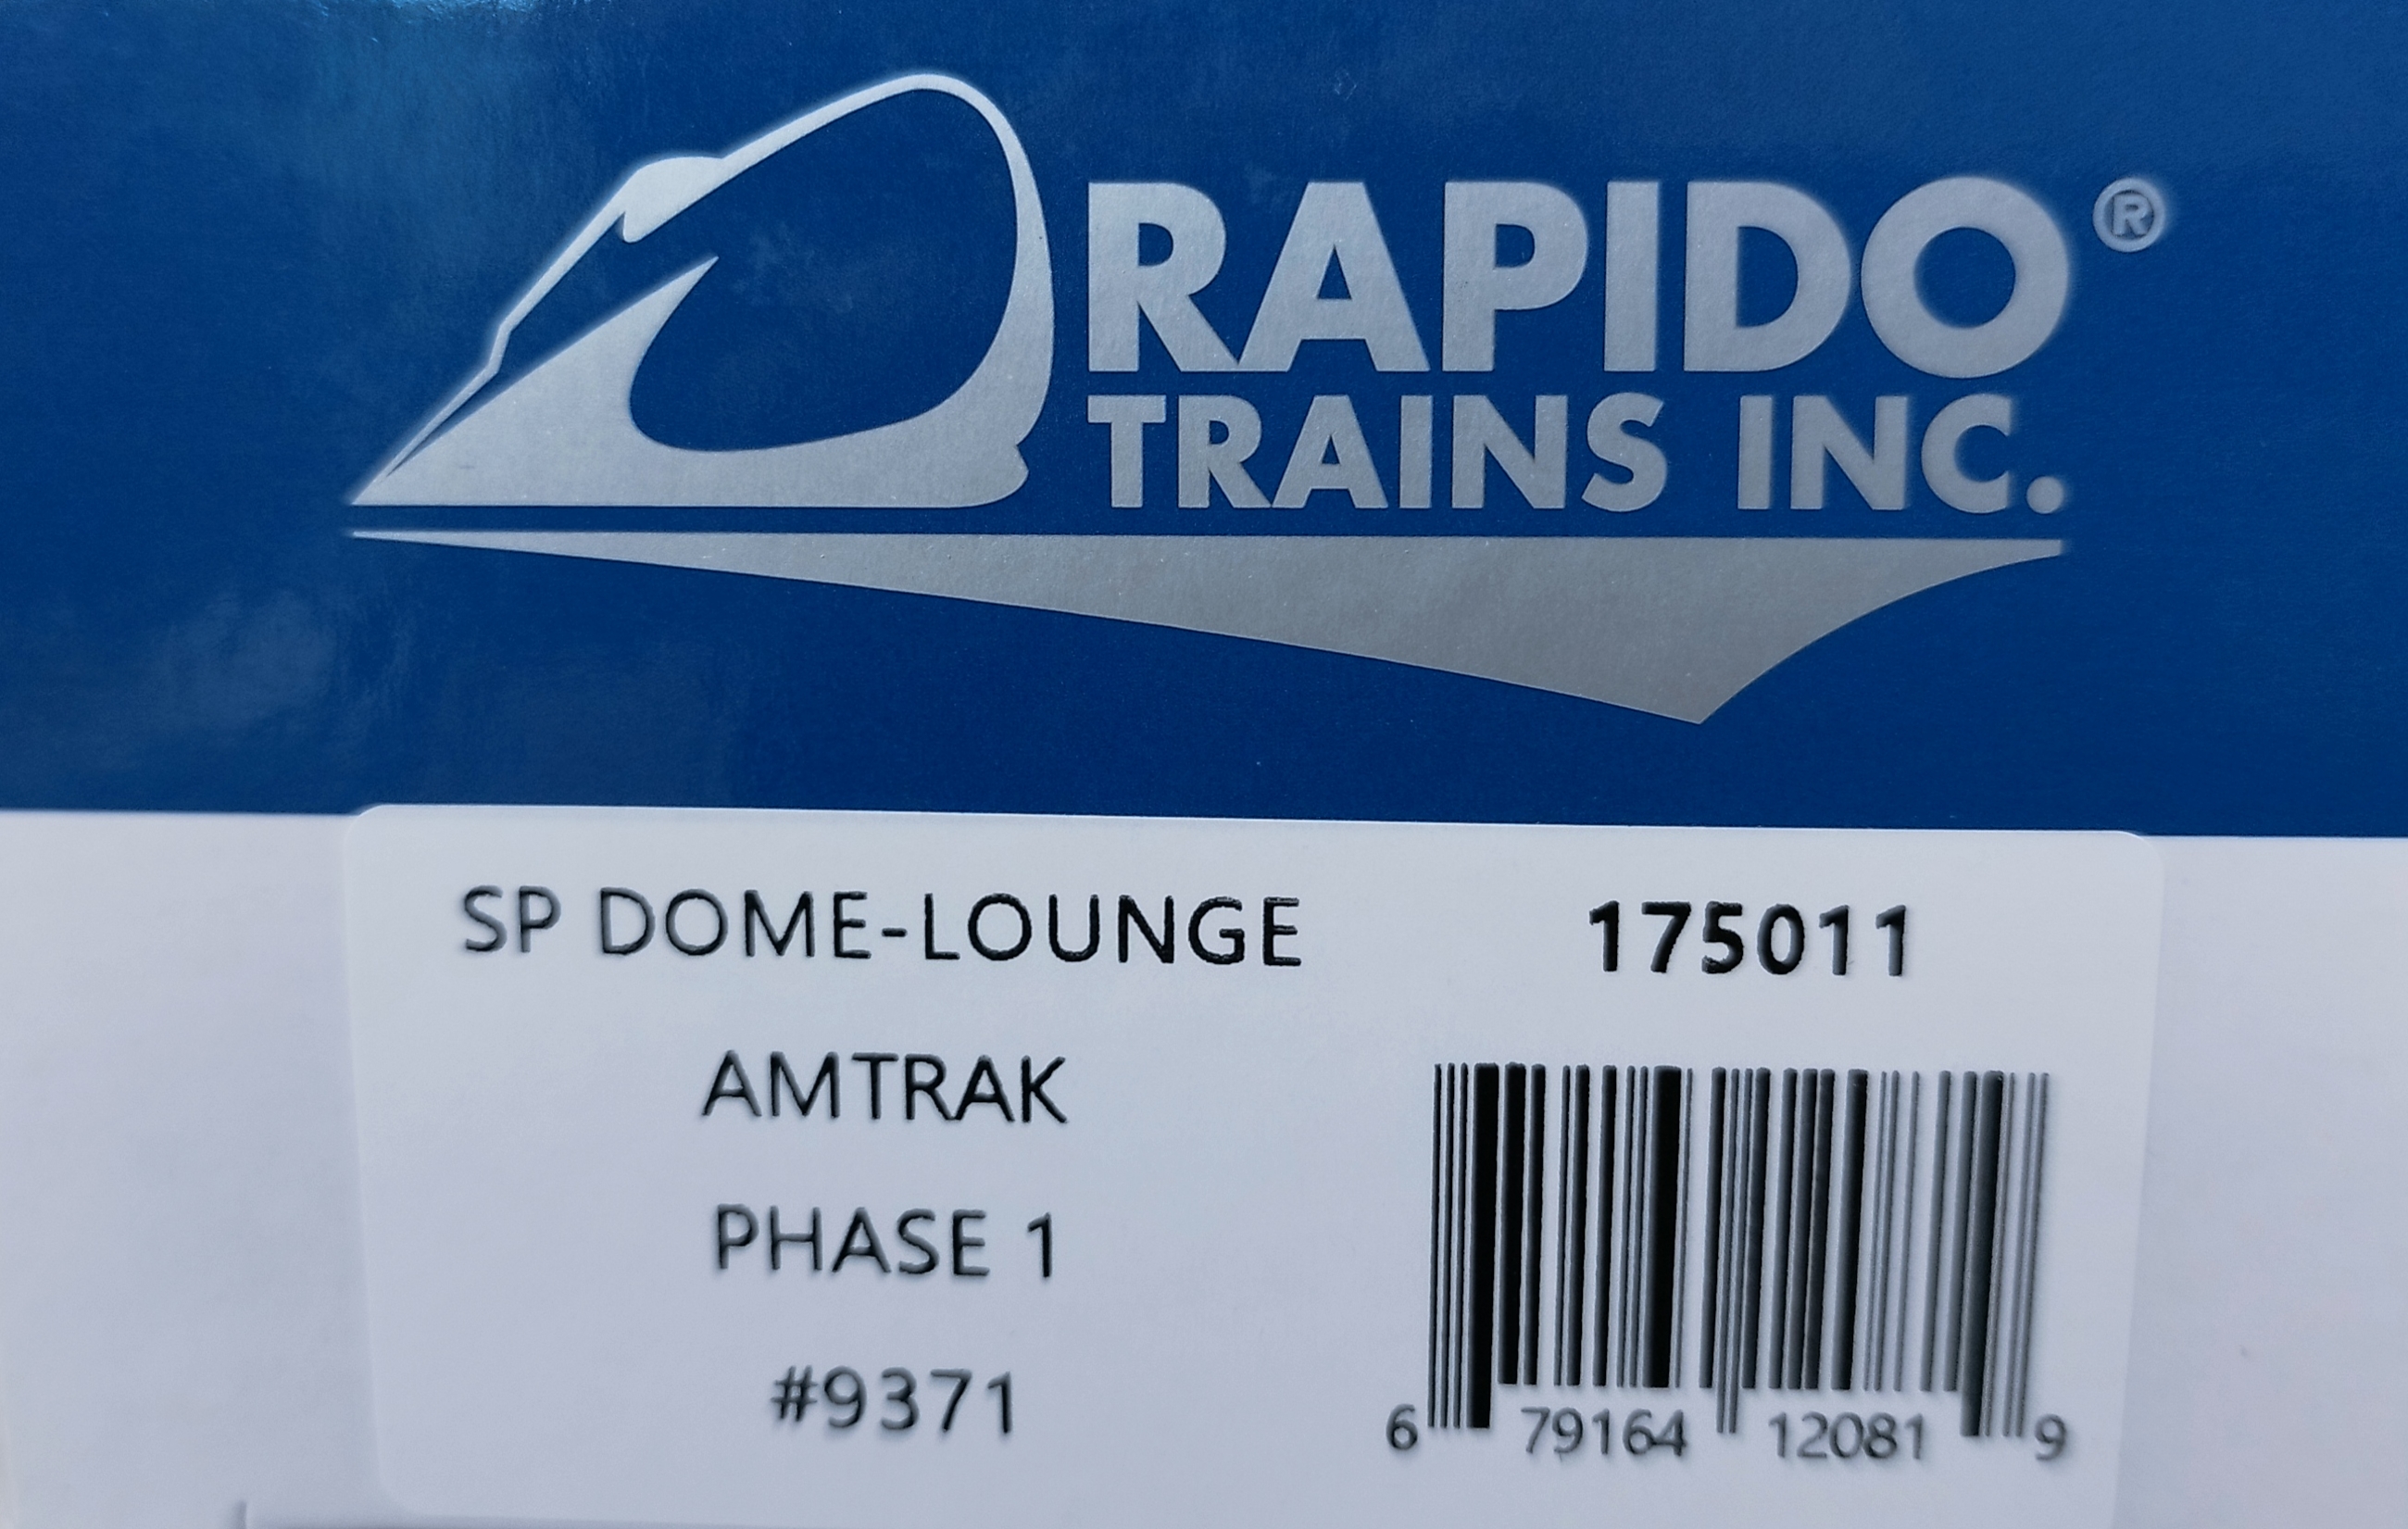 RAPIDO ®
TRAINS INC.
SP DOME-LOUNGE
175011
AMTRAK
PHASE 1
#9371
6 79164 12081 9